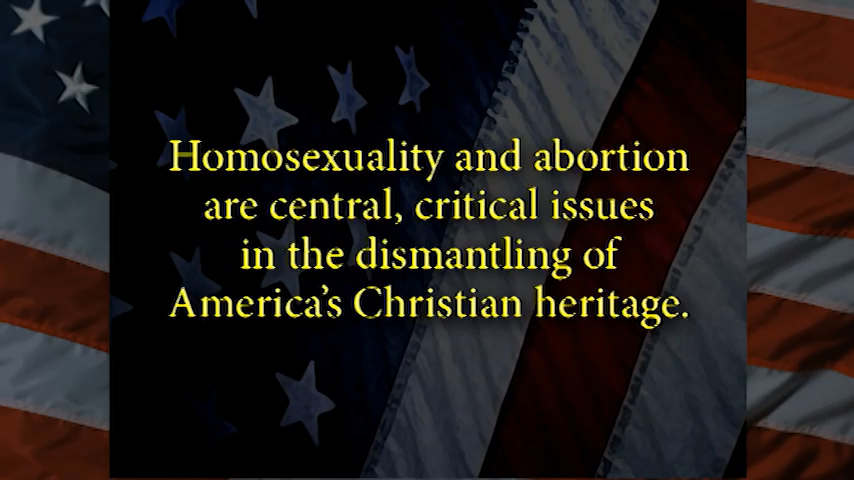 Homosexuality and abortion
are central, critical issues
in the dismantling of
America’s Christian heritage.